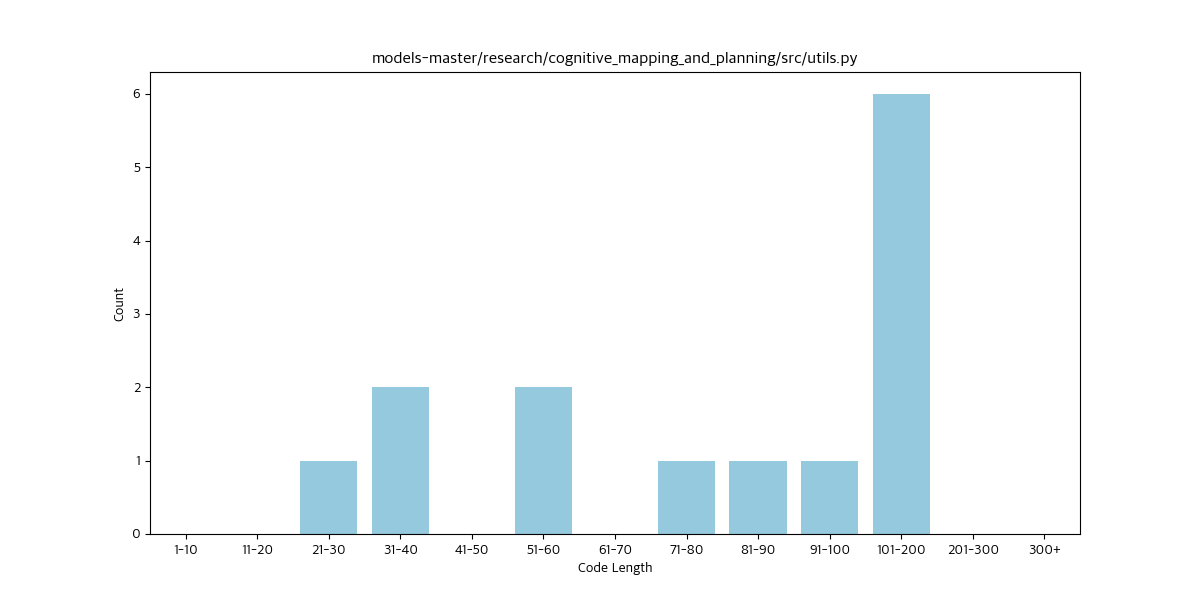 models-master/research/cognitive_mapping_and_planning/src/utils.py
6
5
4
3
2
1
0
Count
1-10 11-20 21-30 31-40 41-50 51-60 61-70 71-80 81-90 91-100 101-200 201-300 300+
Code Length